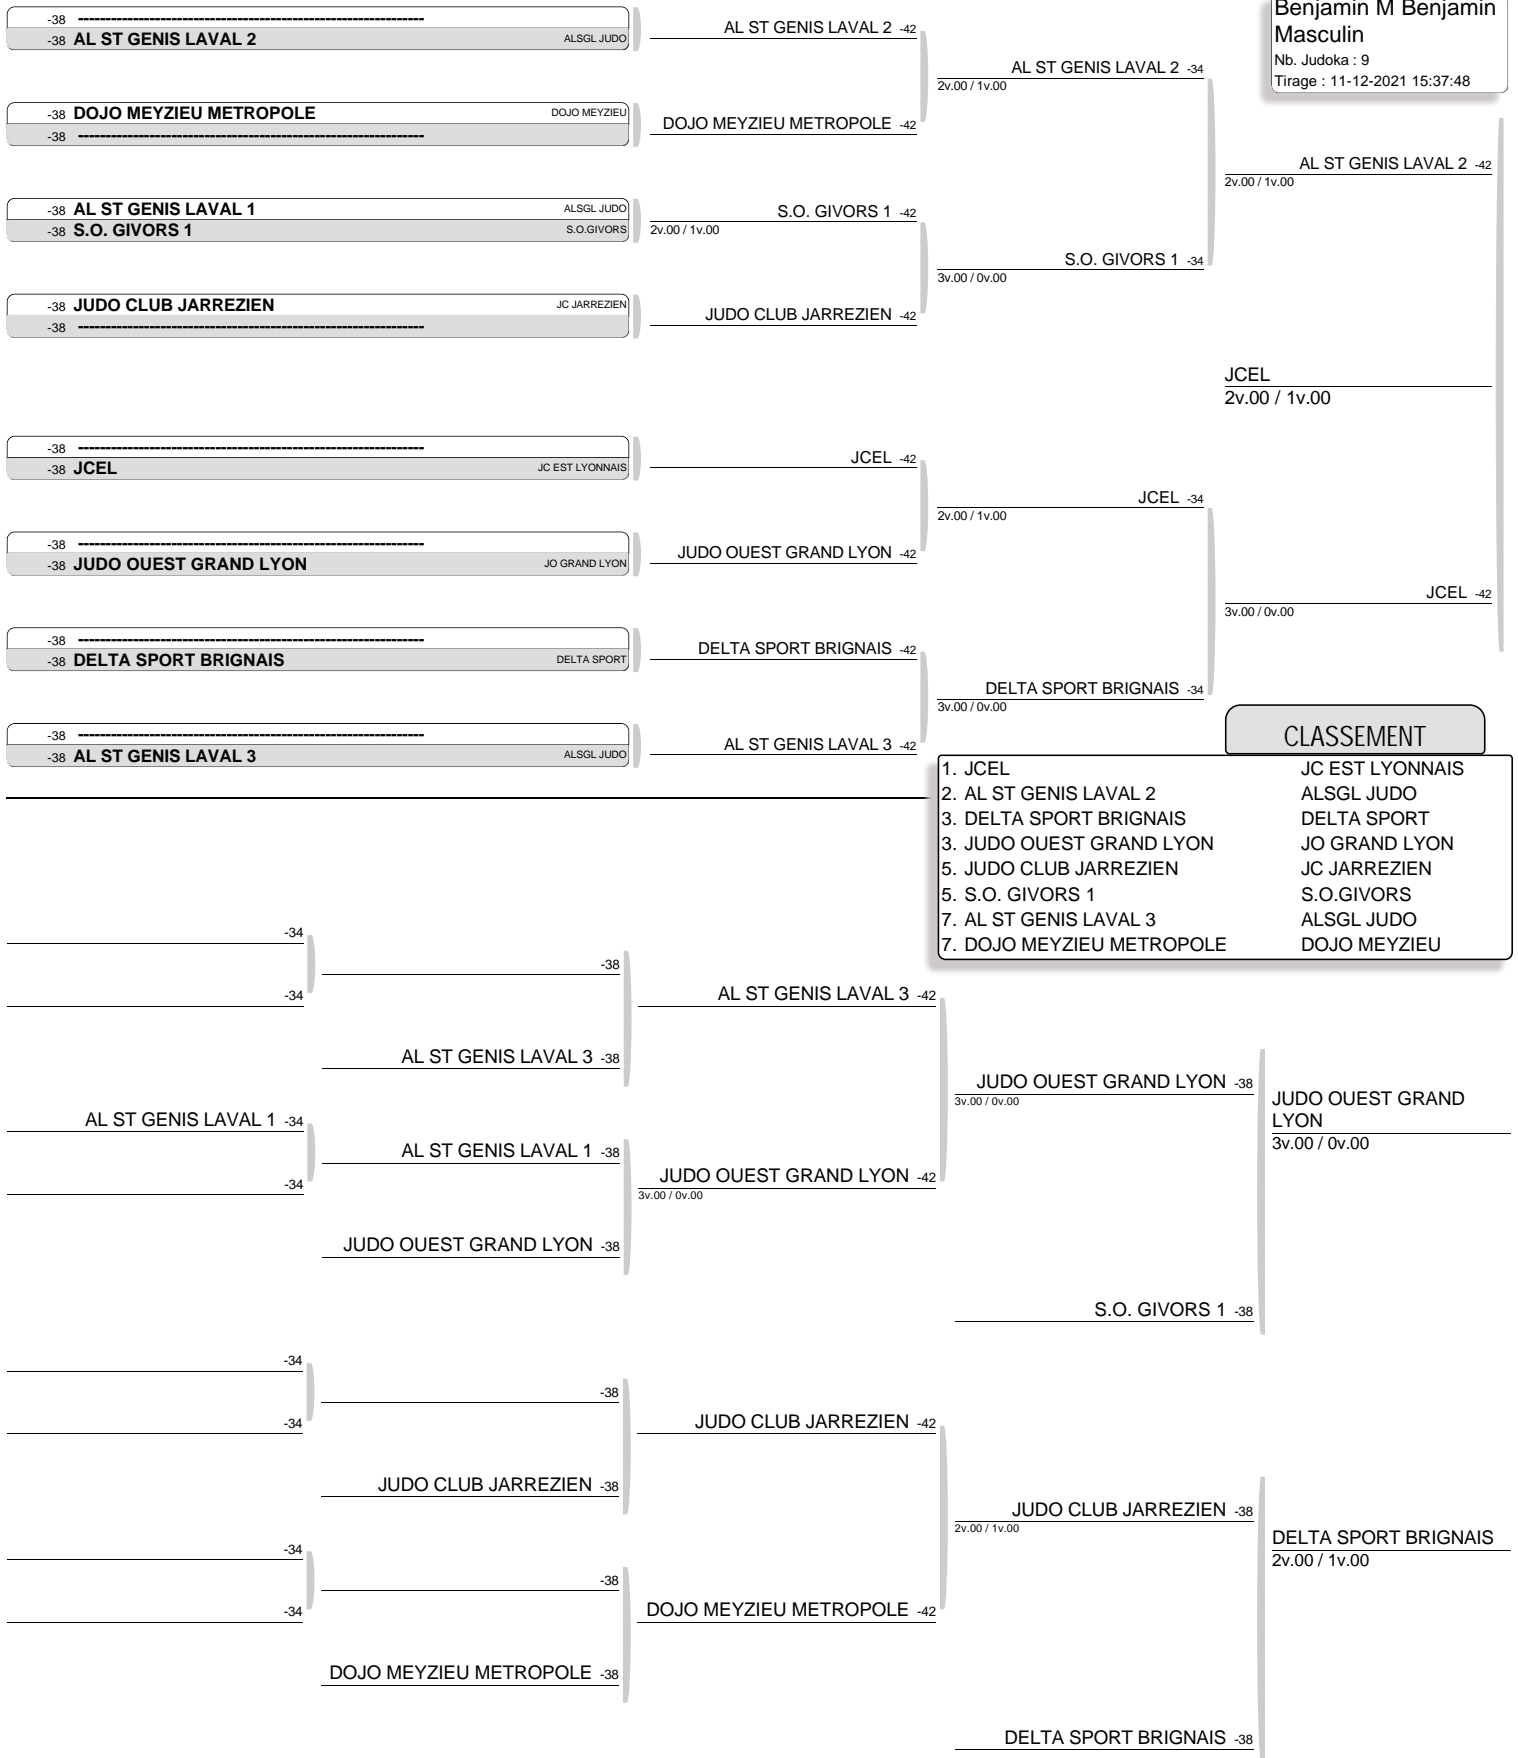 Benjamin M Benjamin
Masculin
Nb. Judoka : 9
Tirage : 11-12-2021 15:37:48
-38 ----------------------------------------------------------------
-38 AL ST GENIS LAVAL 2 ALSGL JUDO
-38 DOJO MEYZIEU METROPOLE DOJO MEYZIEU
-38 ----------------------------------------------------------------
-38 AL ST GENIS LAVAL 1 ALSGL JUDO
-38 S.O. GIVORS 1 S.O.GIVORS
-38 JUDO CLUB JARREZIEN JC JARREZIEN
-38 ----------------------------------------------------------------
-38 ----------------------------------------------------------------
-38 JCEL JC EST LYONNAIS
-38 ----------------------------------------------------------------
-38 JUDO OUEST GRAND LYON JO GRAND LYON
-38 ----------------------------------------------------------------
-38 DELTA SPORT BRIGNAIS DELTA SPORT
-38 ----------------------------------------------------------------
-38 AL ST GENIS LAVAL 3 ALSGL JUDO
AL ST GENIS LAVAL 2 -42
DOJO MEYZIEU METROPOLE -42
S.O. GIVORS 1 -42
2v.00 / 1v.00
JUDO CLUB JARREZIEN -42
JCEL -42
JUDO OUEST GRAND LYON -42
DELTA SPORT BRIGNAIS -42
AL ST GENIS LAVAL 3 -42
AL ST GENIS LAVAL 2 -34
2v.00 / 1v.00
S.O. GIVORS 1 -34
3v.00 / 0v.00
JCEL -34
2v.00 / 1v.00
DELTA SPORT BRIGNAIS -34
3v.00 / 0v.00
AL ST GENIS LAVAL 2 -42
2v.00 / 1v.00
JCEL
2v.00 / 1v.00
JCEL -42
3v.00 / 0v.00
CLASSEMENT
1. JCEL JC EST LYONNAIS
2. AL ST GENIS LAVAL 2 ALSGL JUDO
3. DELTA SPORT BRIGNAIS DELTA SPORT
3. JUDO OUEST GRAND LYON JO GRAND LYON
5. JUDO CLUB JARREZIEN JC JARREZIEN
5. S.O. GIVORS 1 S.O.GIVORS
7. AL ST GENIS LAVAL 3 ALSGL JUDO
7. DOJO MEYZIEU METROPOLE DOJO MEYZIEU
-34
-34
AL ST GENIS LAVAL 1 -34
-34
-38
AL ST GENIS LAVAL 3 -38
AL ST GENIS LAVAL 1 -38
JUDO OUEST GRAND LYON -38
AL ST GENIS LAVAL 3 -42
JUDO OUEST GRAND LYON -42
3v.00 / 0v.00
JUDO OUEST GRAND LYON -38
3v.00 / 0v.00
S.O. GIVORS 1 -38
JUDO OUEST GRAND
LYON
3v.00 / 0v.00
-34
-34
-34
-34
-38
JUDO CLUB JARREZIEN -38
-38
DOJO MEYZIEU METROPOLE -38
JUDO CLUB JARREZIEN -42
DOJO MEYZIEU METROPOLE -42
JUDO CLUB JARREZIEN -38
2v.00 / 1v.00
DELTA SPORT BRIGNAIS -38
DELTA SPORT BRIGNAIS
2v.00 / 1v.00